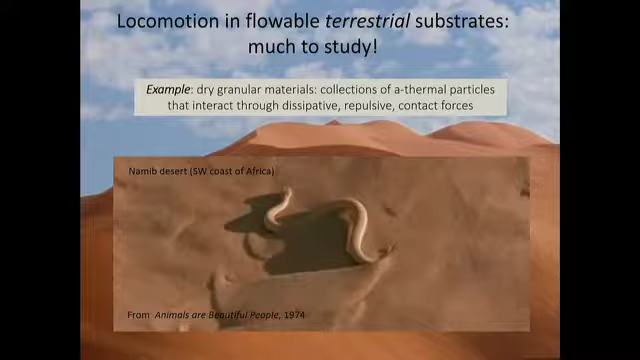 Locomotion in flowable terrestrial substrates:
much to study!
Example: dry granular materials: collections of a-thermal particles
that interact through dissipative, repulsive, contact forces
Namib desert (SW coast of Africa)
From Animals are Beautiful People, 1974